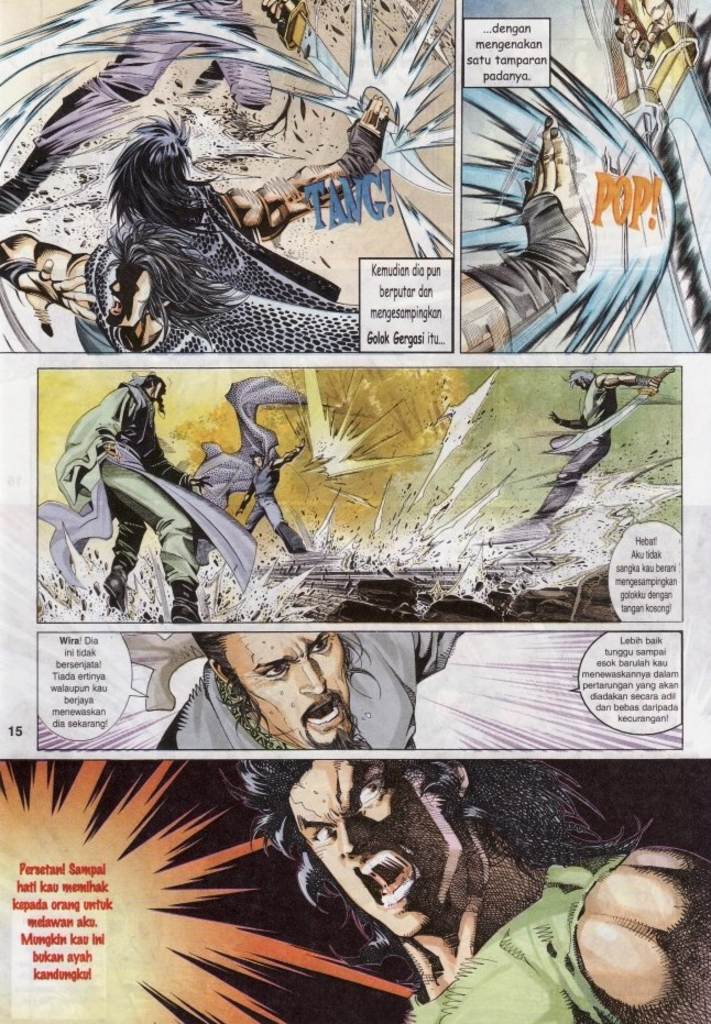 TANG!
Kemudian dia pun
berputar dan
mengesampingkan
Golok Gergasi itu...
...dengan
mengenakan
satu tamparan
padanya.
POP!
Hebat!
Aku tidak
sangka kau berani
mengesampingkan
golokku dengan
tangan kosong!
Wira! Dia
ini tidak
bersenjata!
Tiada ertinya
walaupun kau
berjaya
menewaskan
dia sekarang!
Lebih baik
tunggu sampai
esok barulah kau
menewaskannya dalam
pertarungan yang akan
diadakan secara adil
dan bebas daripada
kecurangan!
15
Persetan! Sampai
hati kau memihak
kepada orang untuk
melawan aku.
Mungkin kau ini
bukan ayah
kandungku!